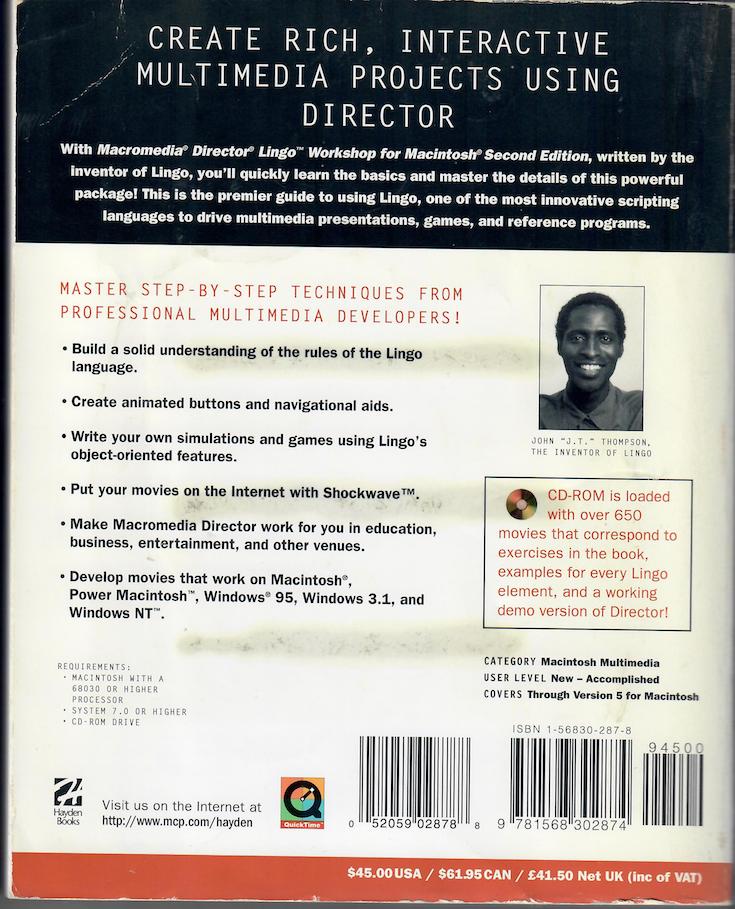 CREATE RICH, INTERACTIVE
MULTIMEDIA PROJECTS USING
DIRECTOR
With Macromedia® Director® Lingo™ Workshop for Macintosh® Second Edition, written by the
inventor of Lingo, you'll quickly learn the basics and master the details of this powerful
package! This is the premier guide to using Lingo, one of the most innovative scripting
languages to drive multimedia presentations, games, and reference programs.
MASTER STEP-BY-STEP TECHNIQUES FROM
PROFESSIONAL MULTIMEDIA DEVELOPERS!
• Build a solid understanding of the rules of the Lingo
language.
• Create animated buttons and navigational aids.
• Write your own simulations and games using Lingo's
object-oriented features.
• Put your movies on the Internet with Shockwave™.
• Make Macromedia Director work for you in education,
business, entertainment, and other venues.
• Develop movies that work on Macintosh®,
Power Macintosh™, Windows® 95, Windows 3.1, and
Windows NT™.
JOHN "J.T." THOMPSON,
THE INVENTOR OF LINGO
CD-ROM is loaded
with over 650
movies that correspond to
exercises in the book,
examples for every Lingo
element, and a working
demo version of Director!
REQUIREMENTS:
• MACINTOSH WITH A
68030 OR HIGHER
PROCESSOR
• SYSTEM 7.0 OR HIGHER
• CD-ROM DRIVE
CATEGORY Macintosh Multimedia
USER LEVEL New – Accomplished
COVERS Through Version 5 for Macintosh
Hayden
Books
Visit us on the Internet at
http://www.mcp.com/hayden
QuickTime™
0 52059 02878 8
ISBN 1-56830-287-8
9 781568 302874
94500
$45.00 USA / $61.95 CAN / £41.50 Net UK (inc of VAT)